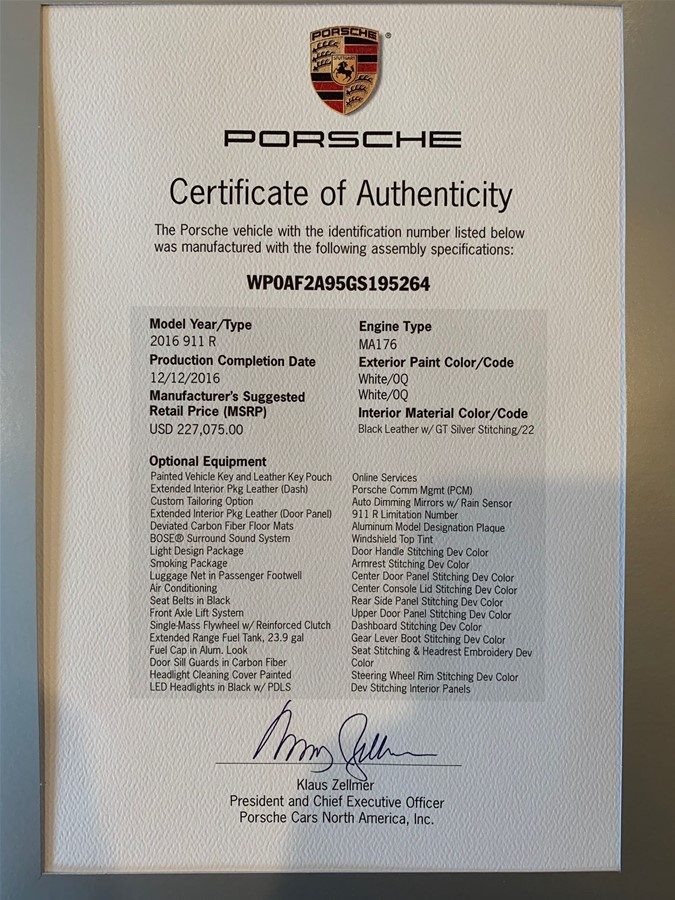 PORSCHE
STUTTGART
®
PORSCHE
Certificate of Authenticity
The Porsche vehicle with the identification number listed below
was manufactured with the following assembly specifications:
WP0AF2A95GS195264
Model Year/Type
2016 911 R
Production Completion Date
12/12/2016
Manufacturer's Suggested
Retail Price (MSRP)
USD 227,075.00
Engine Type
MA176
Exterior Paint Color/Code
White/0Q
White/0Q
Interior Material Color/Code
Black Leather w/ GT Silver Stitching/22
Optional Equipment
Painted Vehicle Key and Leather Key Pouch
Extended Interior Pkg Leather (Dash)
Custom Tailoring Option
Extended Interior Pkg Leather (Door Panel)
Deviated Carbon Fiber Floor Mats
BOSE® Surround Sound System
Light Design Package
Smoking Package
Luggage Net in Passenger Footwell
Air Conditioning
Seat Belts in Black
Front Axle Lift System
Single-Mass Flywheel w/ Reinforced Clutch
Extended Range Fuel Tank, 23.9 gal
Fuel Cap in Alum. Look
Door Sill Guards in Carbon Fiber
Headlight Cleaning Cover Painted
LED Headlights in Black w/ PDLS
Online Services
Porsche Comm Mgmt (PCM)
Auto Dimming Mirrors w/ Rain Sensor
911 R Limitation Number
Aluminum Model Designation Plaque
Windshield Top Tint
Door Handle Stitching Dev Color
Armrest Stitching Dev Color
Center Door Panel Stitching Dev Color
Center Console Lid Stitching Dev Color
Rear Side Panel Stitching Dev Color
Upper Door Panel Stitching Dev Color
Dashboard Stitching Dev Color
Gear Lever Boot Stitching Dev Color
Seat Stitching & Headrest Embroidery Dev
Color
Steering Wheel Rim Stitching Dev Color
Dev Stitching Interior Panels
Klaus Zellmer
President and Chief Executive Officer
Porsche Cars North America, Inc.